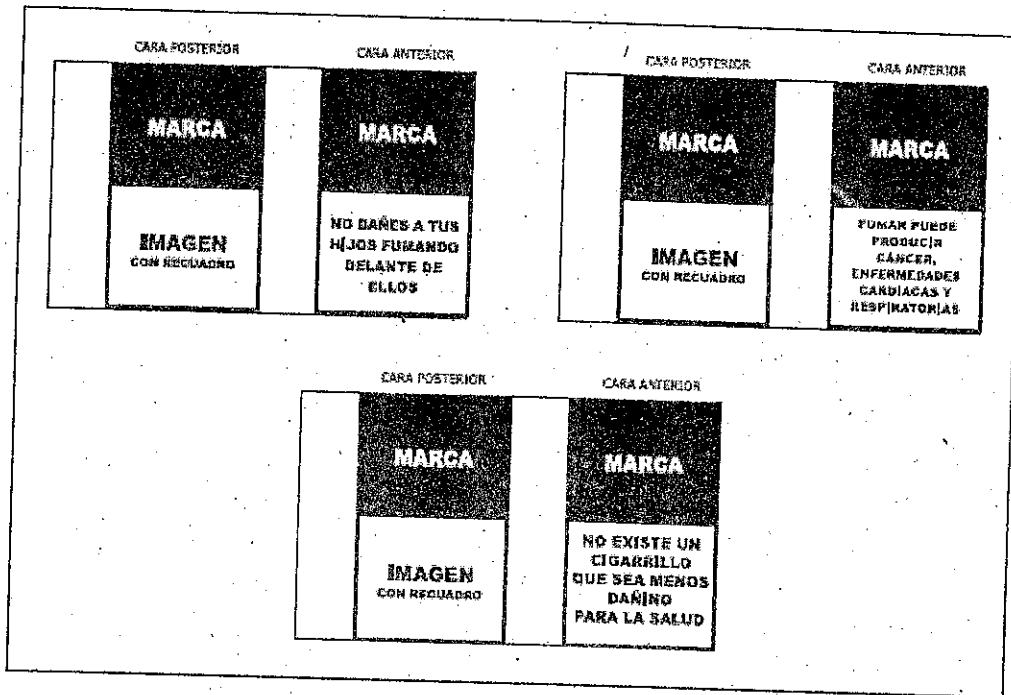 CARA POSTERIOR
CARA ANTERIOR
MARCA
MARCA
IMAGEN
CON RECUADRO
NO DAÑES A TUS
HIJOS FUMANDO
DELANTE DE
ELLOS
CARA POSTERIOR
CARA ANTERIOR
MARCA
MARCA
IMAGEN
CON RECUADRO
FUMAR PUEDE
PRODUCIR
CÁNCER,
ENFERMEDADES
CARDÍACAS Y
RESPIRATORIAS
CARA POSTERIOR
CARA ANTERIOR
MARCA
MARCA
IMAGEN
CON RECUADRO
NO EXISTE UN
CIGARRILLO
QUE SEA MENOS
DAÑINO
PARA LA SALUD